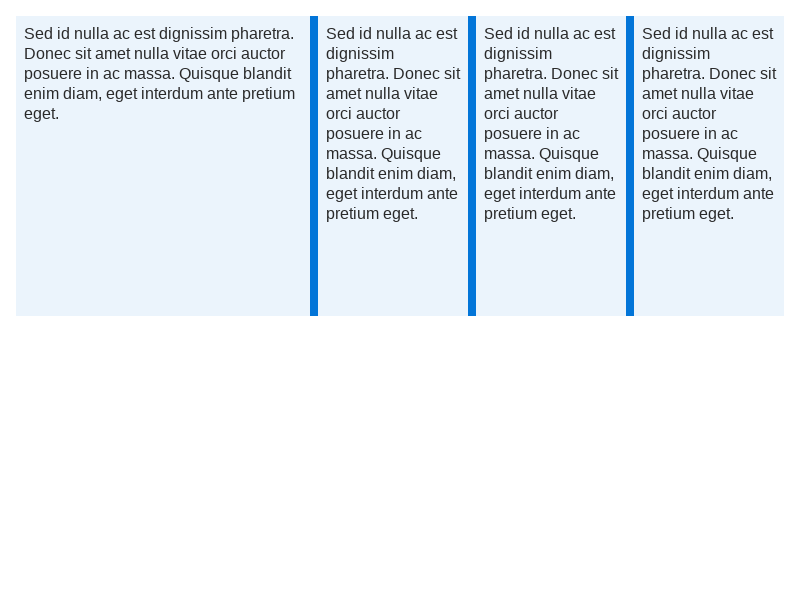 Sed id nulla ac est dignissim pharetra.
Donec sit amet nulla vitae orci auctor
posuere in ac massa. Quisque blandit
enim diam, eget interdum ante pretium
eget.
Sed id nulla ac est
dignissim
pharetra. Donec sit
amet nulla vitae
orci auctor
posuere in ac
massa. Quisque
blandit enim diam,
eget interdum ante
pretium eget.
Sed id nulla ac est
dignissim
pharetra. Donec sit
amet nulla vitae
orci auctor
posuere in ac
massa. Quisque
blandit enim diam,
eget interdum ante
pretium eget.
Sed id nulla ac est
dignissim
pharetra. Donec sit
amet nulla vitae
orci auctor
posuere in ac
massa. Quisque
blandit enim diam,
eget interdum ante
pretium eget.